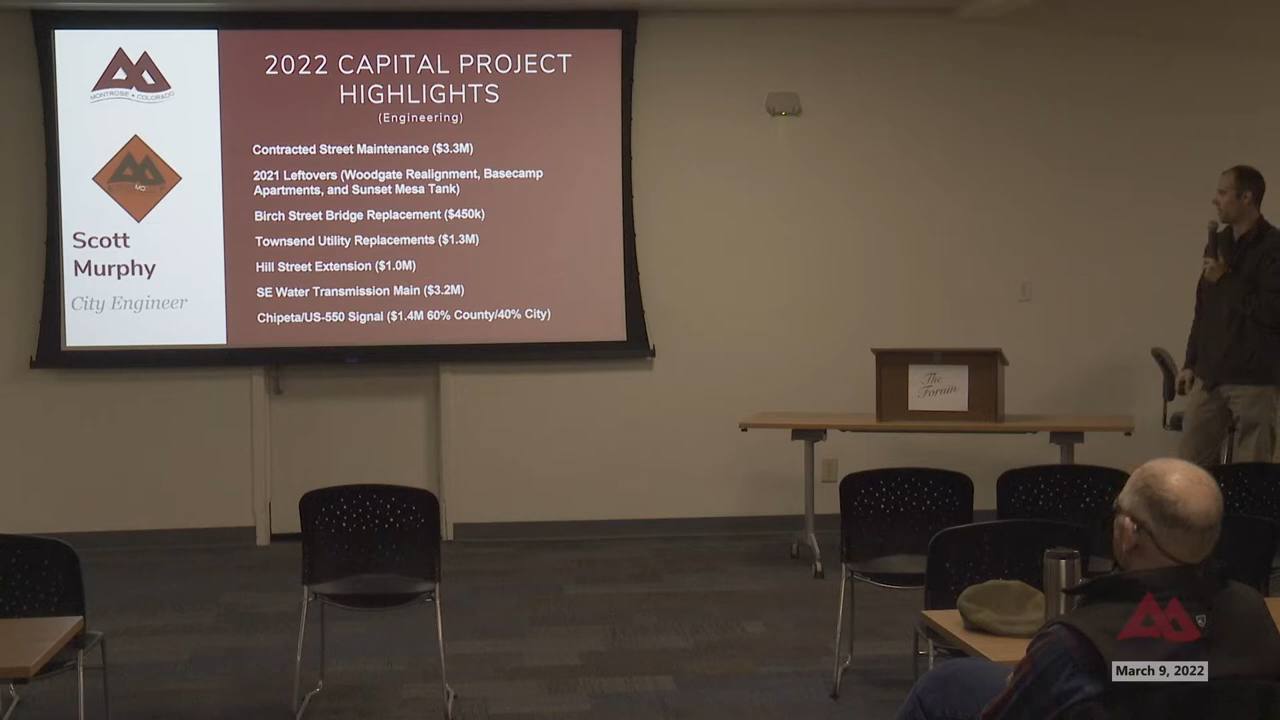 MONTROSE • COLORADO
Scott
Murphy
City Engineer
2022 CAPITAL PROJECT
HIGHLIGHTS
(Engineering)
Contracted Street Maintenance ($3.3M)
2021 Leftovers (Woodgate Realignment, Basecamp
Apartments, and Sunset Mesa Tank)
Birch Street Bridge Replacement ($450k)
Townsend Utility Replacements ($1.3M)
Hill Street Extension ($1.0M)
SE Water Transmission Main ($3.2M)
Chipeta/US-550 Signal ($1.4M 60% County/40% City)
The
Forum
March 9, 2022